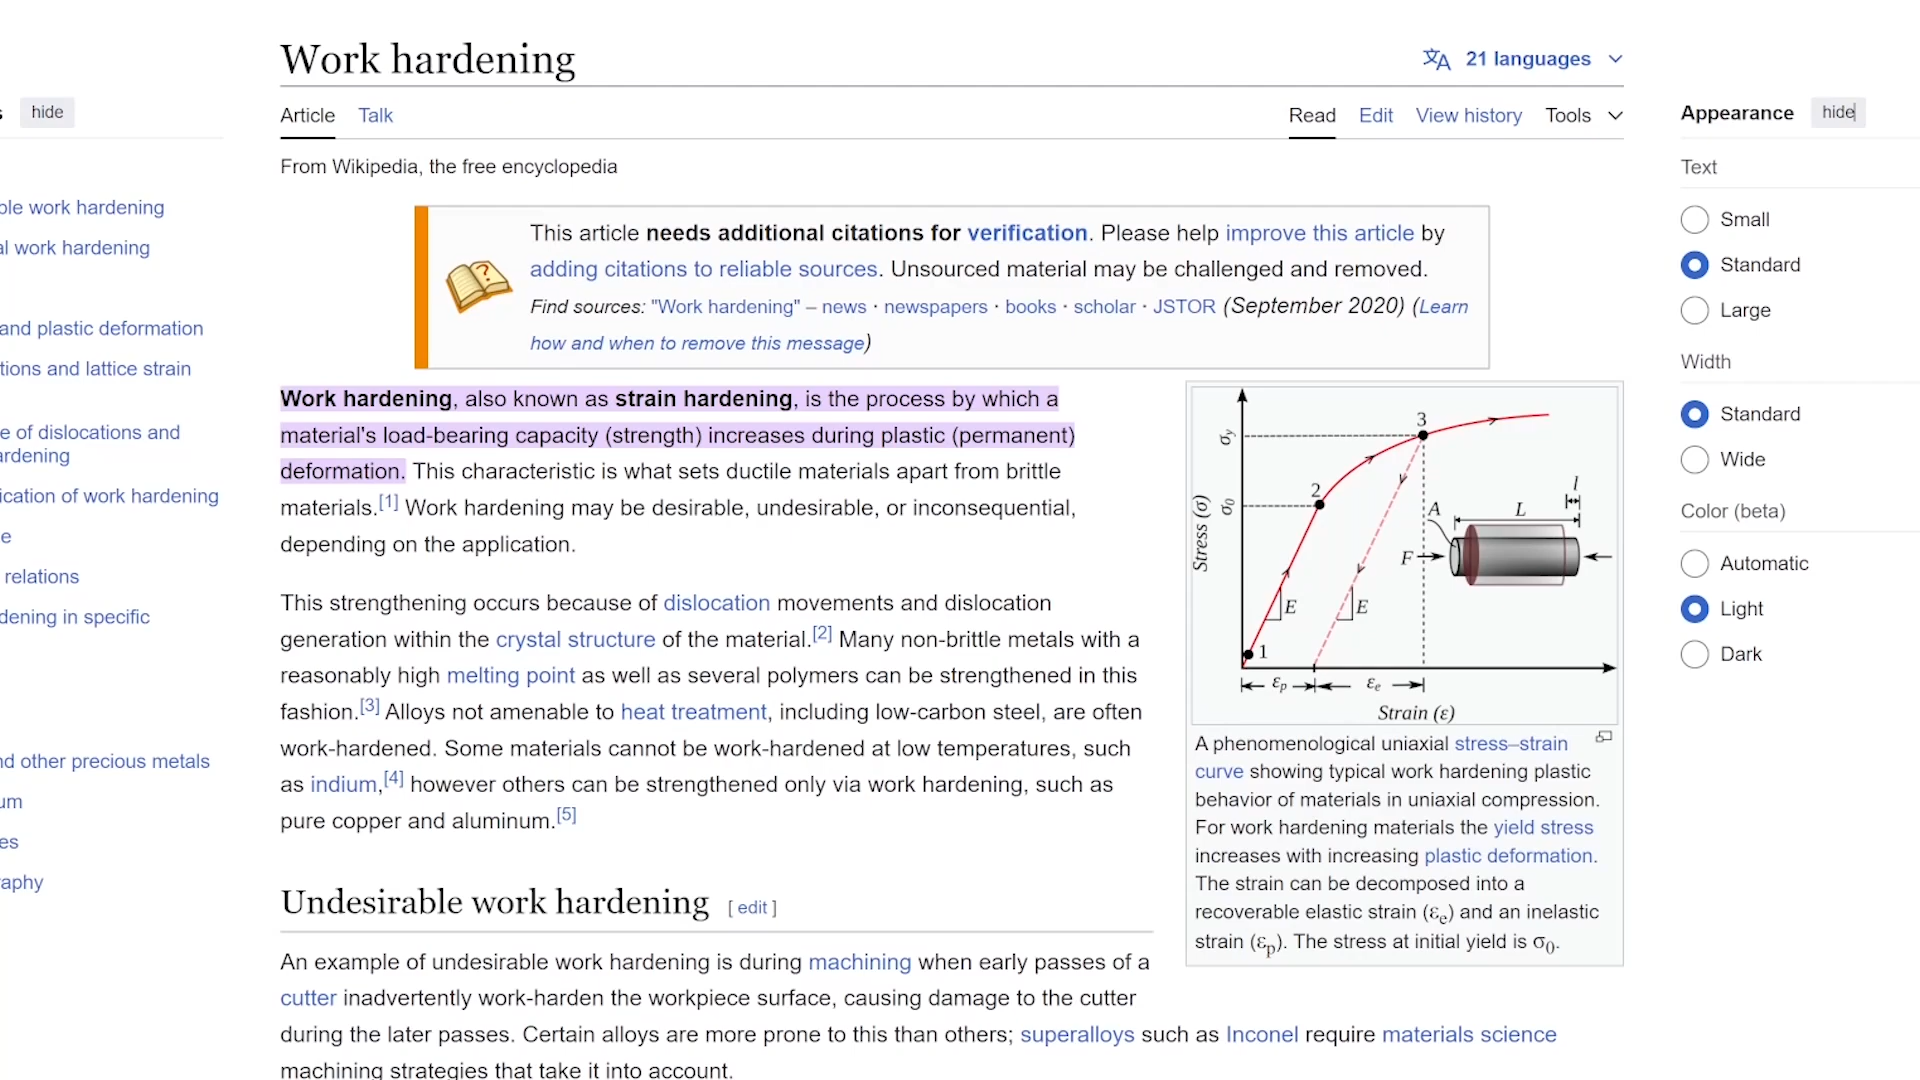 Work hardening
21 languages
hide
Article Talk
Read Edit View history Tools
From Wikipedia, the free encyclopedia
work hardening
work hardening
and plastic deformation
and lattice strain
of dislocations and
of work hardening
relations
in specific
other precious metals
This article needs additional citations for verification. Please help improve this article by
adding citations to reliable sources. Unsourced material may be challenged and removed.
Find sources: "Work hardening" – news · newspapers · books · scholar · JSTOR (September 2020) (Learn
how and when to remove this message)
Work hardening, also known as strain hardening, is the process by which a
material's load-bearing capacity (strength) increases during plastic (permanent)
deformation. This characteristic is what sets ductile materials apart from brittle
materials.[1] Work hardening may be desirable, undesirable, or inconsequential,
depending on the application.
This strengthening occurs because of dislocation movements and dislocation
generation within the crystal structure of the material.[2] Many non-brittle metals with a
reasonably high melting point as well as several polymers can be strengthened in this
fashion.[3] Alloys not amenable to heat treatment, including low-carbon steel, are often
work-hardened. Some materials cannot be work-hardened at low temperatures, such
as indium,[4] however others can be strengthened only via work hardening, such as
pure copper and aluminum.[5]
Undesirable work hardening [ edit ]
An example of undesirable work hardening is during machining when early passes of a
cutter inadvertently work-harden the workpiece surface, causing damage to the cutter
during the later passes. Certain alloys are more prone to this than others; superalloys such as Inconel require materials science
machining strategies that take it into account.
Stress (σ)
σy
σ0
3
2
1
E
E
A
L
l
F
εp
εe
Strain (ε)
A phenomenological uniaxial stress–strain
curve showing typical work hardening plastic
behavior of materials in uniaxial compression.
For work hardening materials the yield stress
increases with increasing plastic deformation.
The strain can be decomposed into a
recoverable elastic strain (εe) and an inelastic
strain (εp). The stress at initial yield is σ0.
Appearance hide
Text
Small
Standard
Large
Width
Standard
Wide
Color (beta)
Automatic
Light
Dark